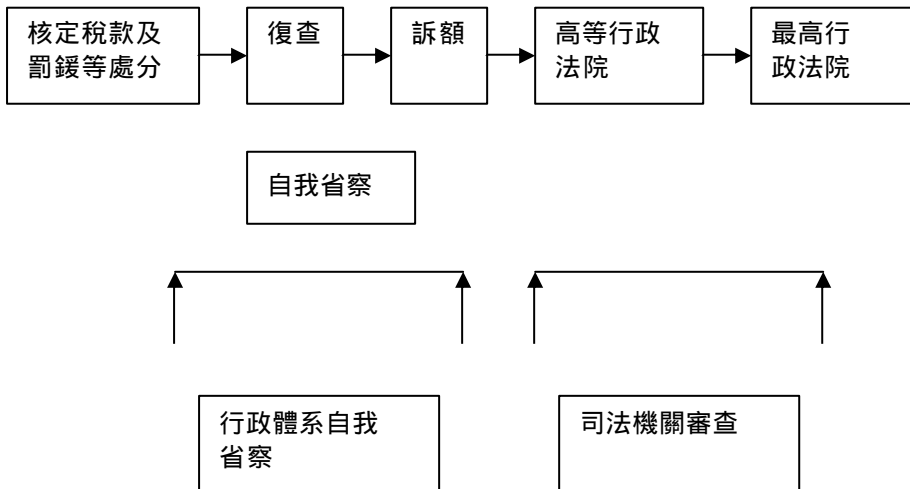 核定稅款及
罰鍰等處分
復查
訴額
高等行政
法院
最高行
政法院
自我省察
行政體系自我
省察
司法機關審查